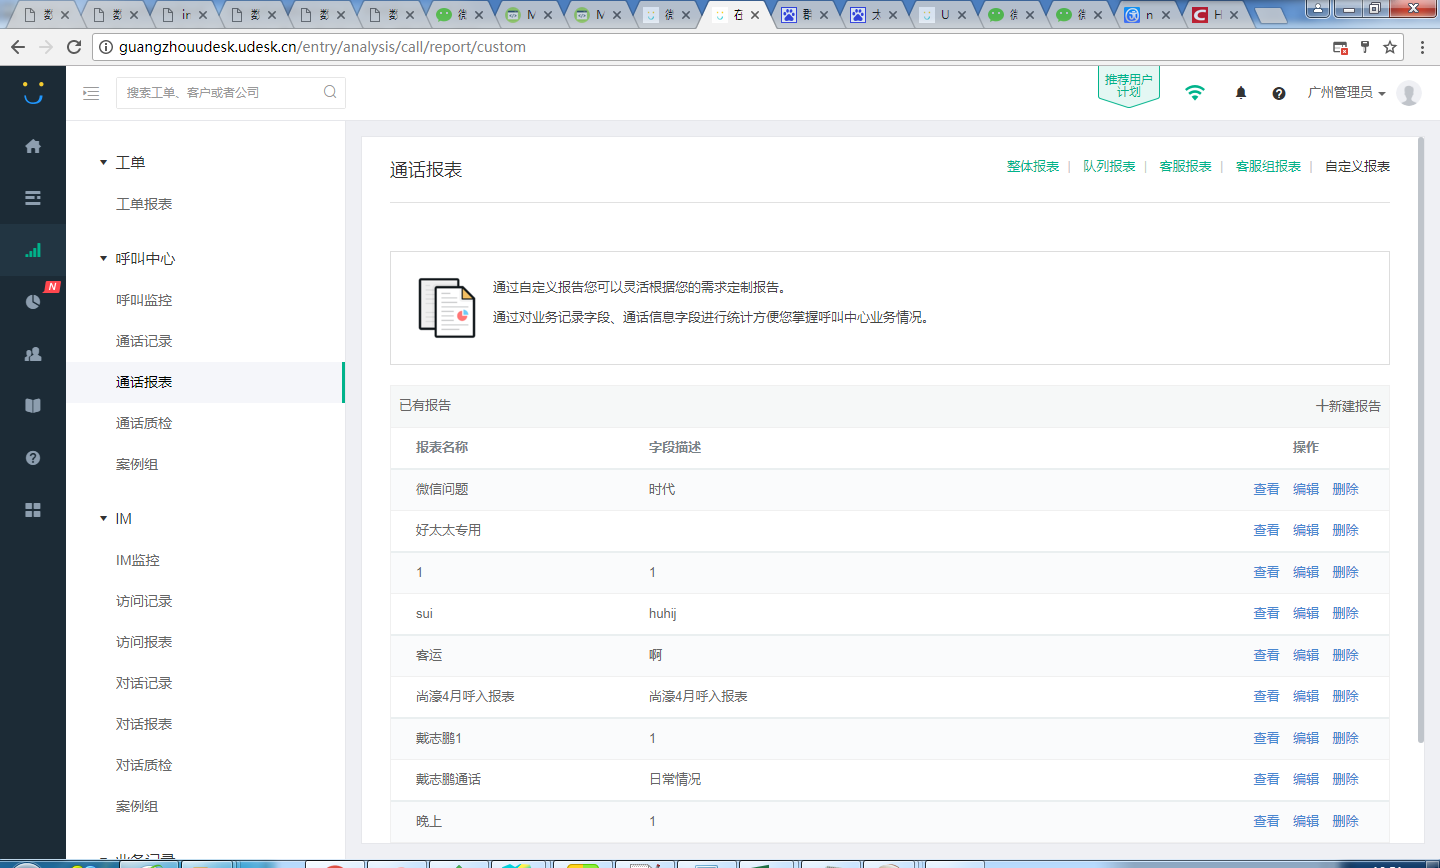 guangzhouudesk.udesk.cn/entry/analysis/call/report/custom
搜索工单、客户或者公司
推荐用户
计划
广州管理员
工单
工单报表
呼叫中心
呼叫监控
通话记录
通话报表
通话质检
案例组
IM
IM监控
访问记录
访问报表
对话记录
对话报表
对话质检
案例组
业务记录
通话报表
整体报表 | 队列报表 | 客服报表 | 客服组报表 | 自定义报表
通过自定义报告您可以灵活根据您的需求定制报告。
通过对业务记录字段、通话信息字段进行统计方便您掌握呼叫中心业务情况。
已有报告 十新建报告
报表名称 字段描述 操作
微信问题 时代 查看 编辑 删除
好太太专用 查看 编辑 删除
1 1 查看 编辑 删除
sui huhij 查看 编辑 删除
客运 啊 查看 编辑 删除
尚濠4月呼入报表 尚濠4月呼入报表 查看 编辑 删除
戴志鹏1 1 查看 编辑 删除
戴志鹏通话 日常情况 查看 编辑 删除
晚上 1 查看 编辑 删除